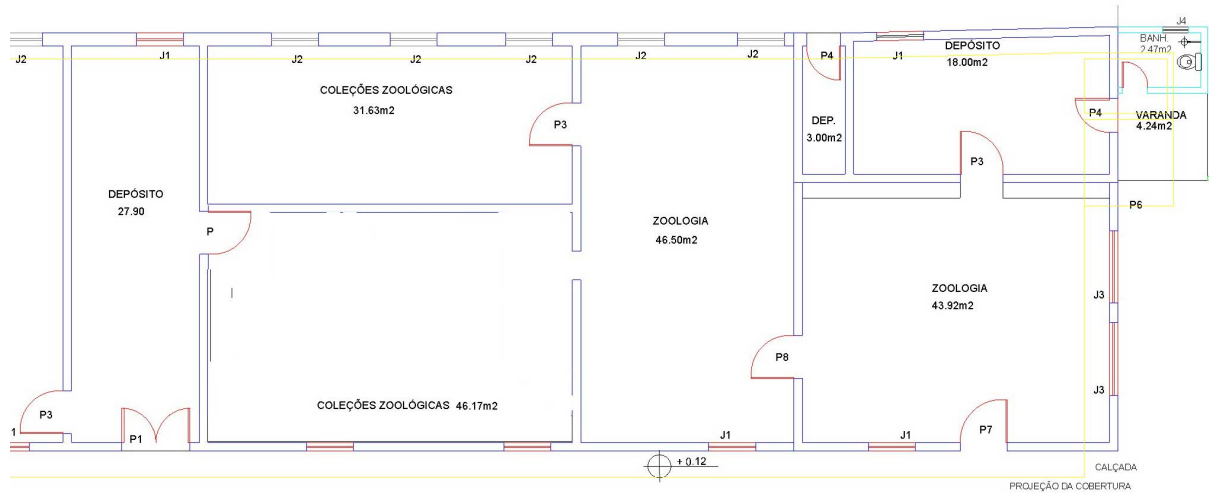 J4
BANH.
2.47m2
J2
J1
J2
J2
J2
J2
J2
J2
P4
J1
DEPÓSITO
18.00m2
COLEÇÕES ZOOLÓGICAS
31.63m2
P3
DEP.
3.00m2
P4
VARANDA
4.24m2
P3
DEPÓSITO
27.90
P
ZOOLOGIA
46.50m2
P6
ZOOLOGIA
43.92m2
J3
P8
J3
COLEÇÕES ZOOLÓGICAS 46.17m2
P3
1
P1
J1
J1
P7
+ 0.12
CALÇADA
PROJEÇÃO DA COBERTURA